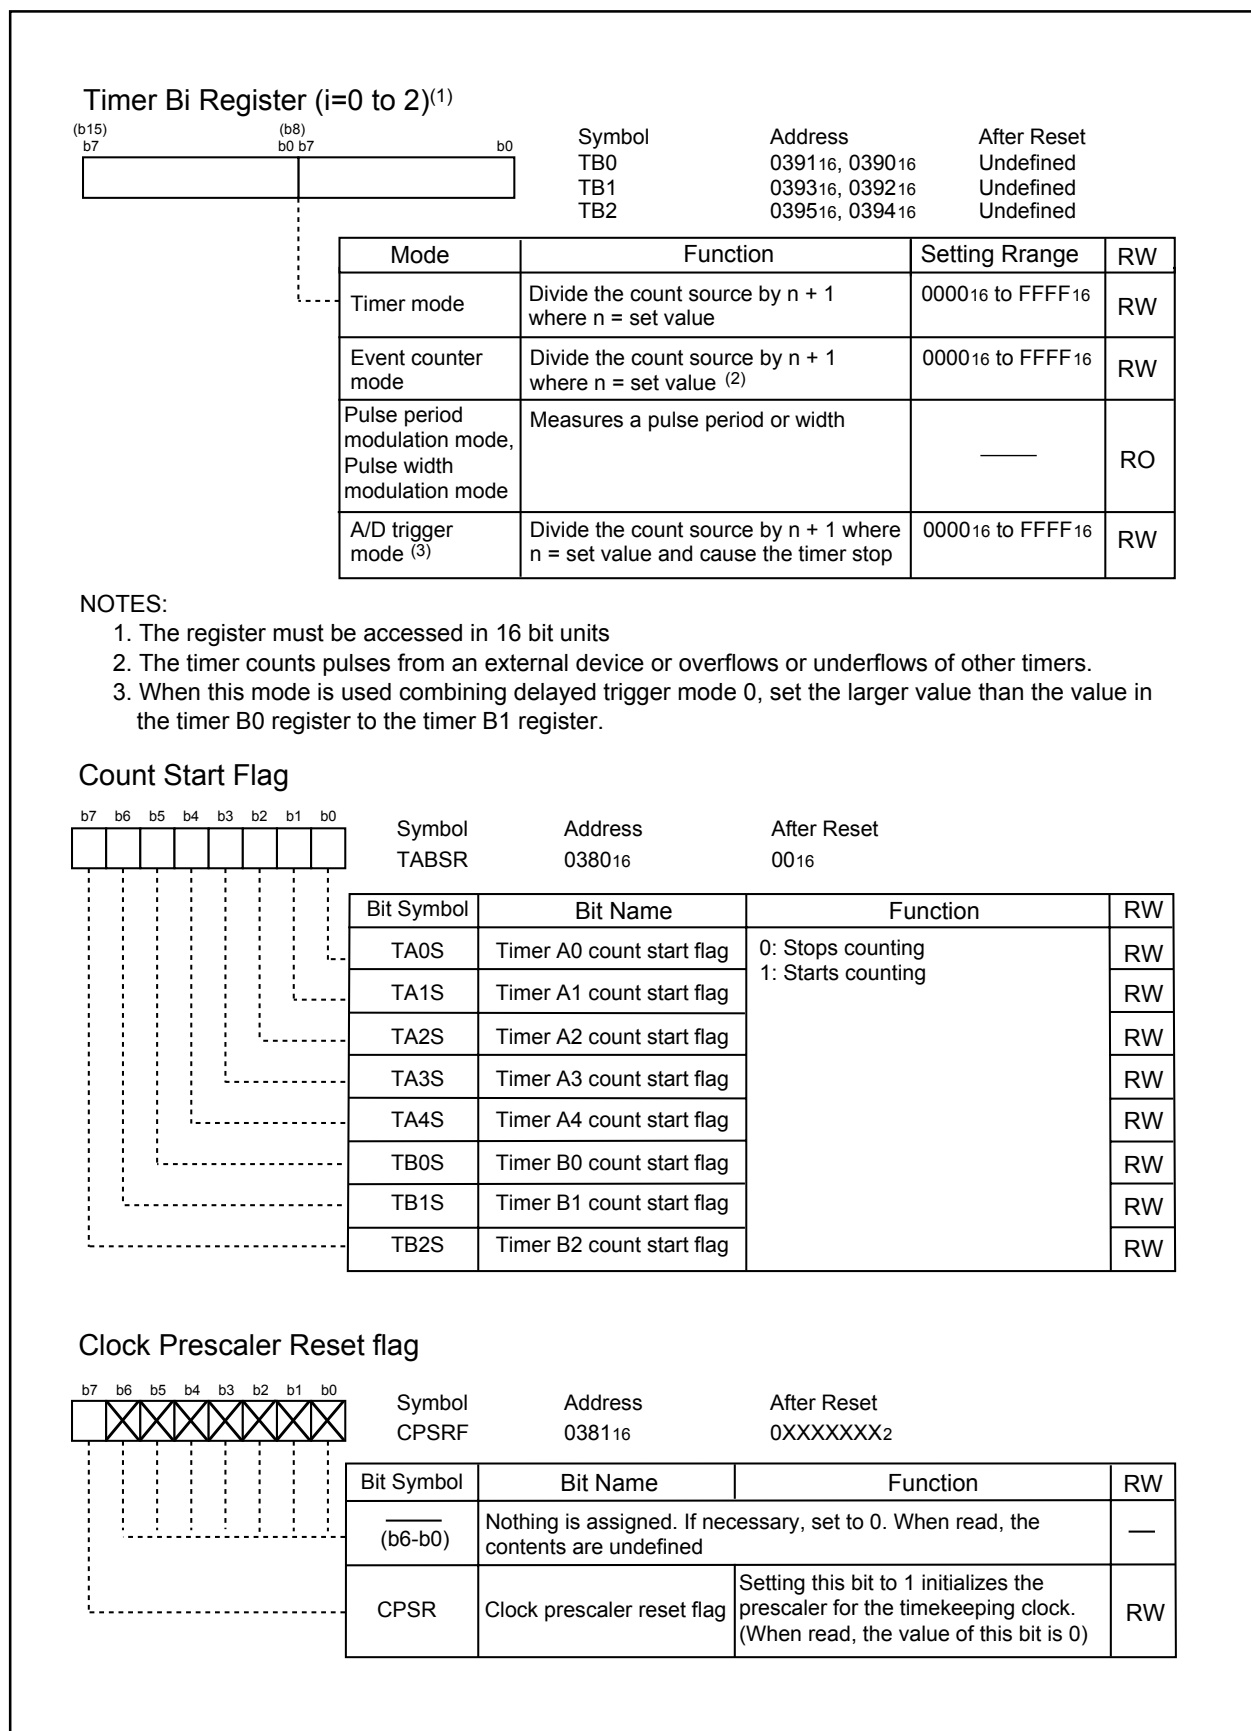 Timer Bi Register (i=0 to 2)(1)
(b15) (b8)
b7 b0 b7 b0
Symbol Address After Reset
TB0 039116, 039016 Undefined
TB1 039316, 039216 Undefined
TB2 039516, 039416 Undefined
Mode Function Setting Rrange RW
Timer mode Divide the count source by n + 1 000016 to FFFF16 RW
where n = set value
Event counter Divide the count source by n + 1 000016 to FFFF16 RW
mode where n = set value (2)
Pulse period Measures a pulse period or width
modulation mode,
Pulse width RO
modulation mode
A/D trigger Divide the count source by n + 1 where 000016 to FFFF16 RW
mode (3) n = set value and cause the timer stop
NOTES:
1. The register must be accessed in 16 bit units
2. The timer counts pulses from an external device or overflows or underflows of other timers.
3. When this mode is used combining delayed trigger mode 0, set the larger value than the value in
the timer B0 register to the timer B1 register.
Count Start Flag
b7 b6 b5 b4 b3 b2 b1 b0
Symbol Address After Reset
TABSR 038016 0016
Bit Symbol Bit Name Function RW
TA0S Timer A0 count start flag 0: Stops counting RW
1: Starts counting
TA1S Timer A1 count start flag RW
TA2S Timer A2 count start flag RW
TA3S Timer A3 count start flag RW
TA4S Timer A4 count start flag RW
TB0S Timer B0 count start flag RW
TB1S Timer B1 count start flag RW
TB2S Timer B2 count start flag RW
Clock Prescaler Reset flag
b7 b6 b5 b4 b3 b2 b1 b0
Symbol Address After Reset
CPSRF 038116 0XXXXXXX2
Bit Symbol Bit Name Function RW
(b6-b0) Nothing is assigned. If necessary, set to 0. When read, the —
contents are undefined
Setting this bit to 1 initializes the
CPSR Clock prescaler reset flag prescaler for the timekeeping clock. RW
(When read, the value of this bit is 0)